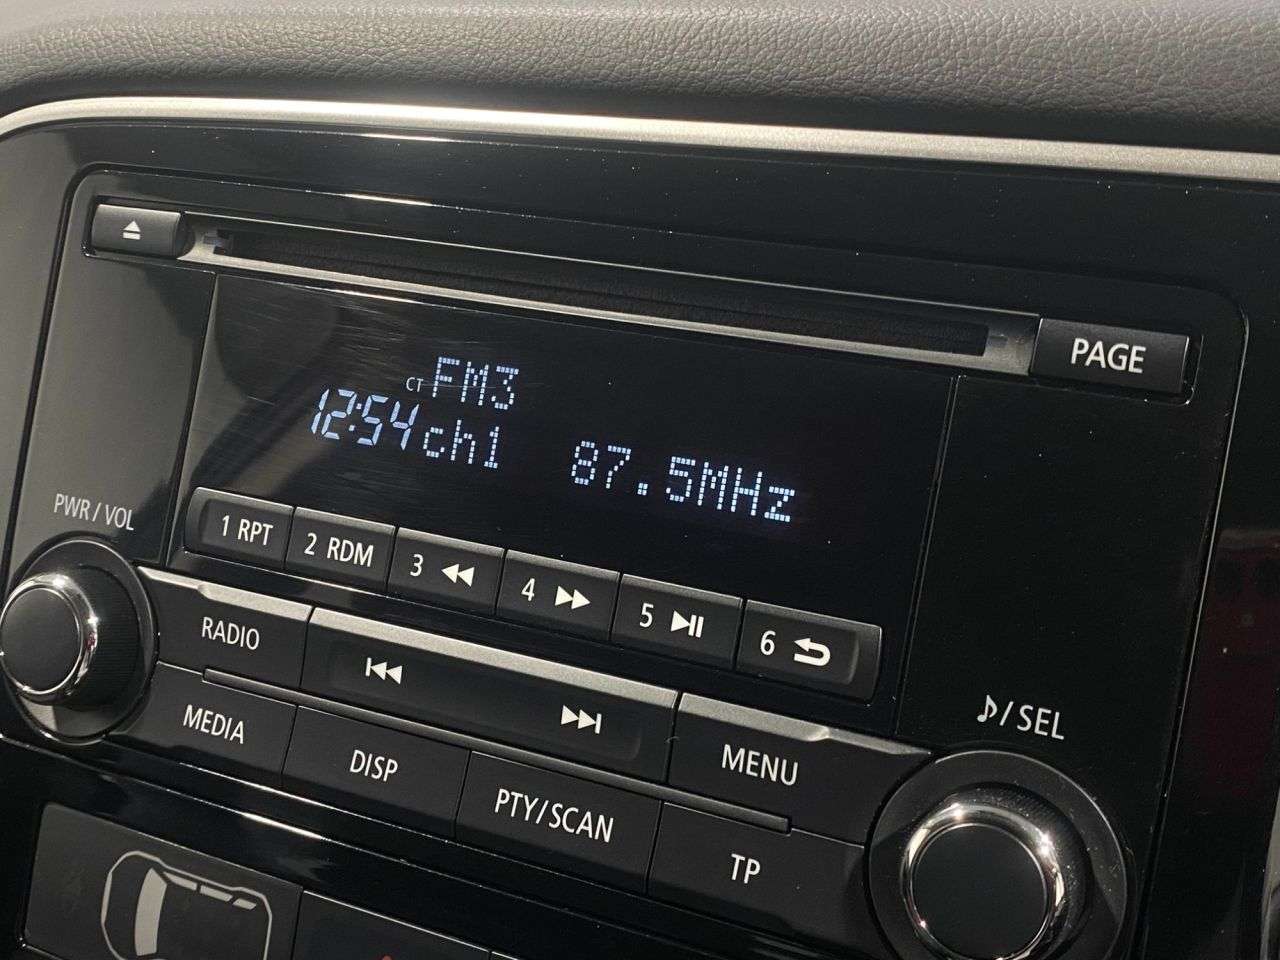 PAGE
CT FM3
12:54 ch1 87.5MHz
PWR / VOL
1 RPT 2 RDM 3 4 5 6
RADIO
MEDIA
DISP
PTY/SCAN
MENU
TP
♪/ SEL